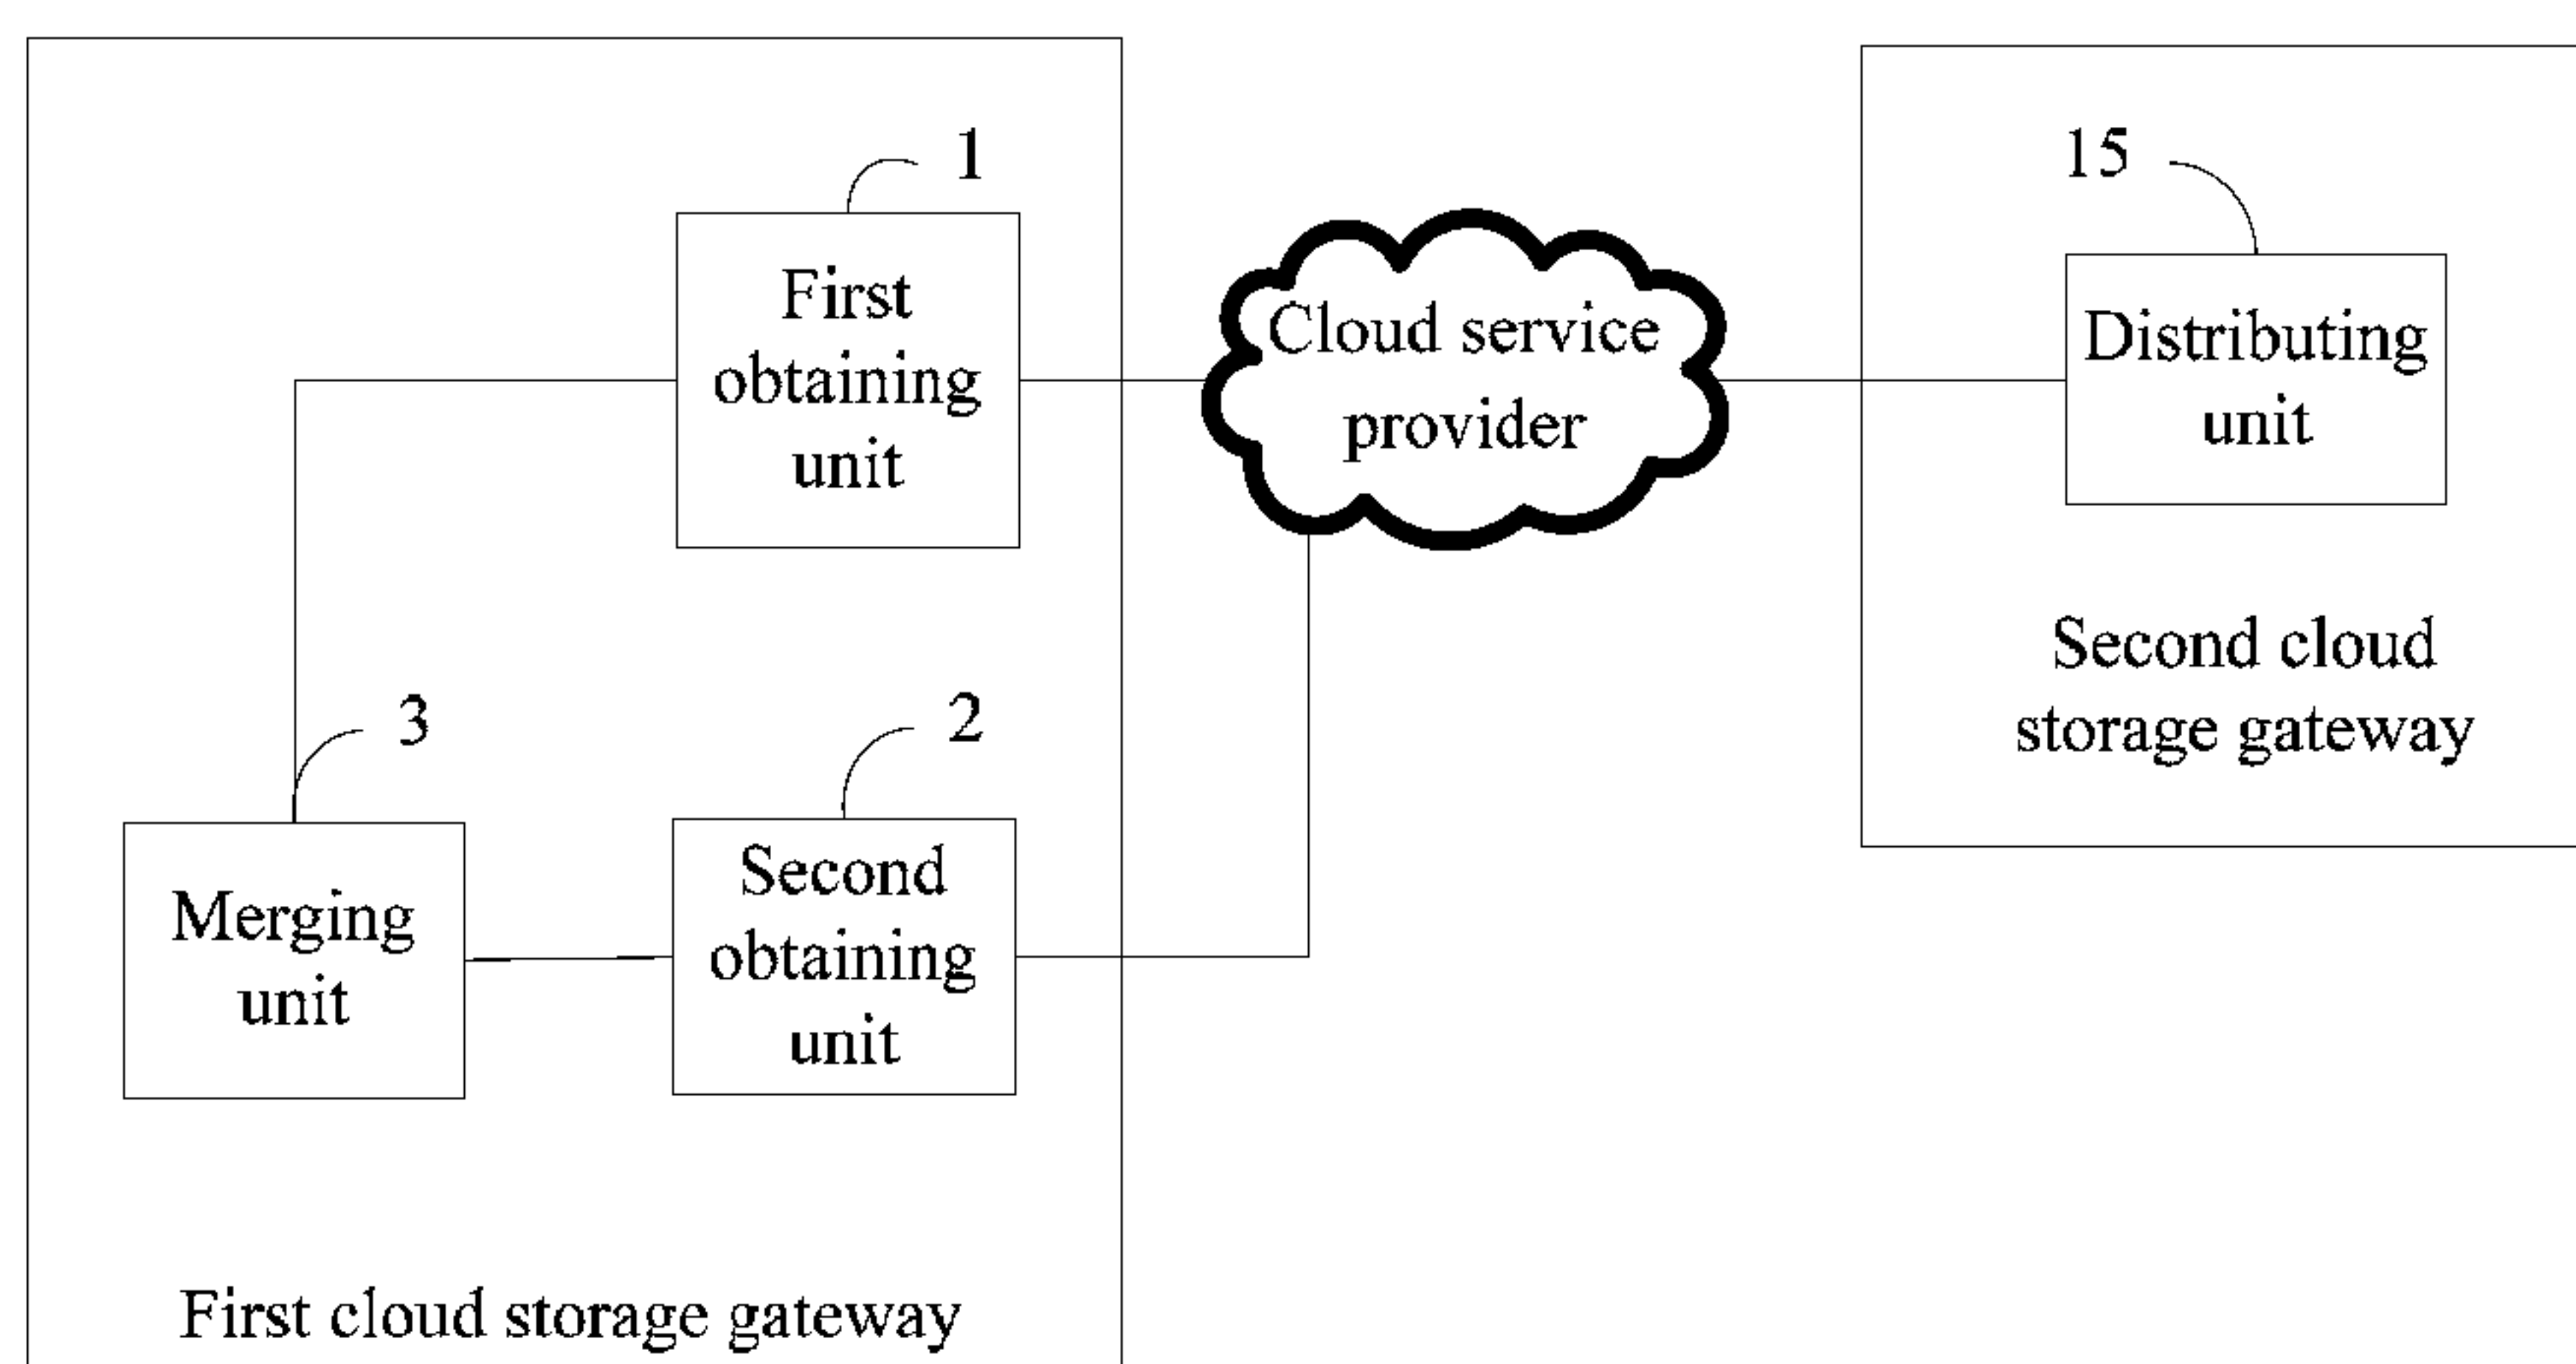 1
First
obtaining
unit
Cloud service
provider
15
Distributing
unit
Second cloud
storage gateway
3
Merging
unit
2
Second
obtaining
unit
First cloud storage gateway